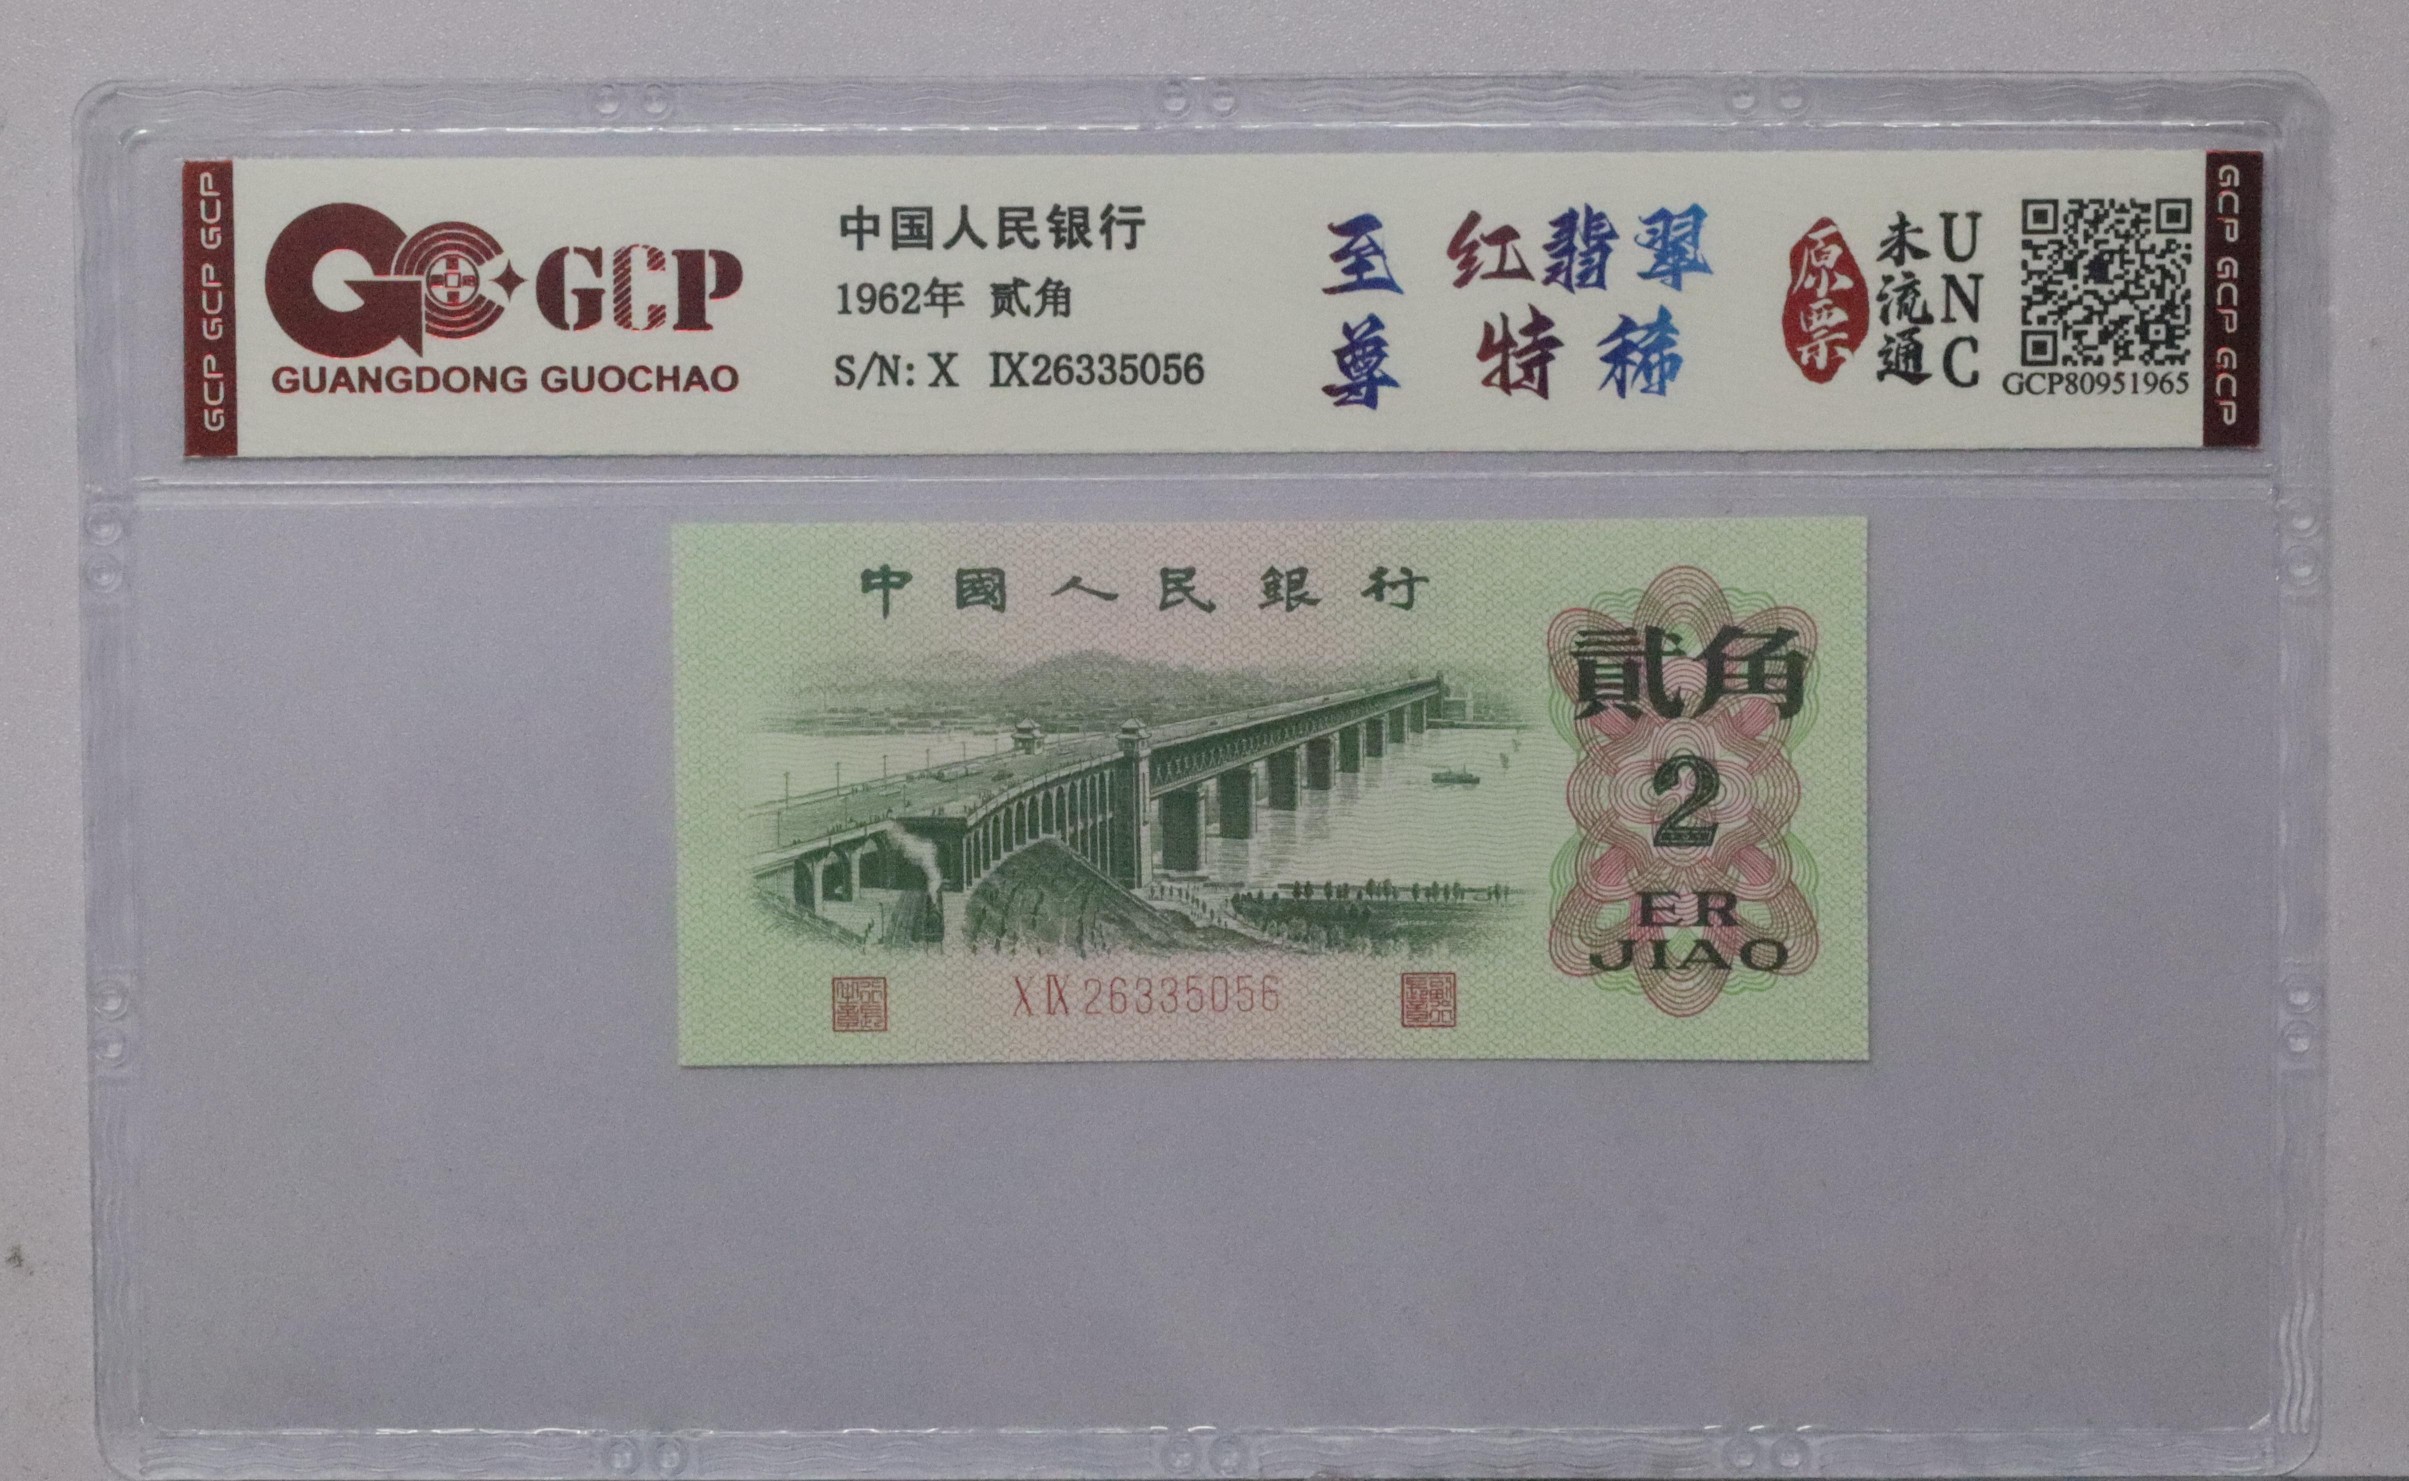 GCP GCP GCP
GCP
GUANGDONG GUOCHAO
中国人民银行
1962年 贰角
S/N: X IX26335056
至尊
红翡翠
特稀
原票
未流通
UNC
GCP80951965
GCP GCP GCP
中國人民銀行
貳角
2
ER
JIAO
X IX 26335056